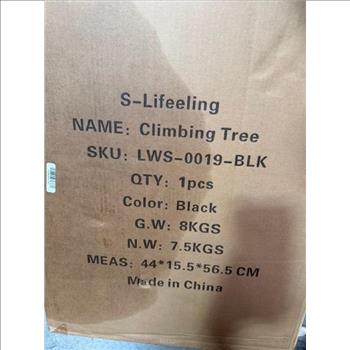 S-Lifeeling
NAME: Climbing Tree
SKU: LWS-0019-BLK
QTY: 1pcs
Color: Black
G.W: 8KGS
N.W: 7.5KGS
MEAS: 44*15.5*56.5 CM
Made in China